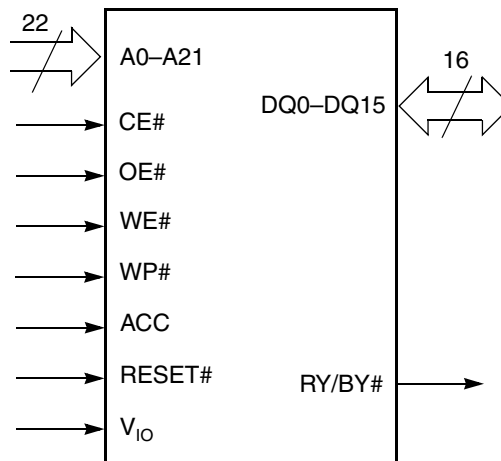 22
A0–A21
16
DQ0–DQ15
CE#
OE#
WE#
WP#
ACC
RESET#
RY/BY#
VIO